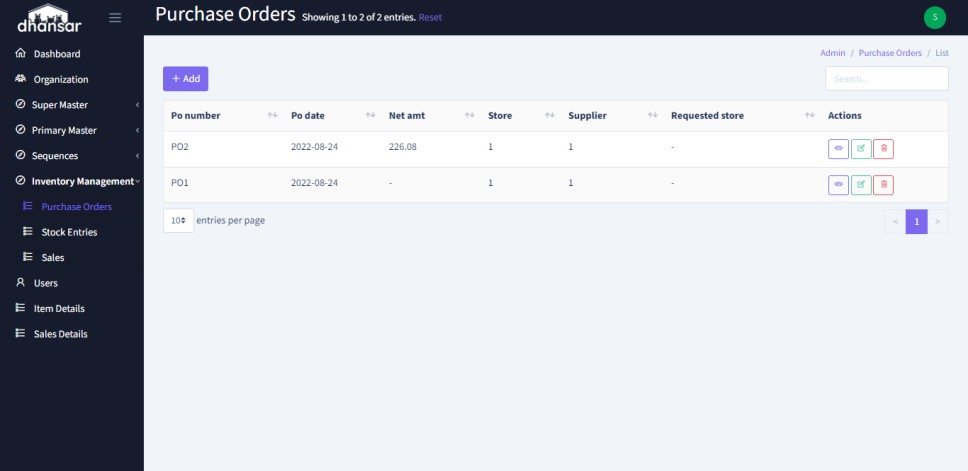 dhansar
Purchase Orders Showing 1 to 2 of 2 entries. Reset
S
Dashboard
Organization
Super Master
Primary Master
Sequences
Inventory Management
Purchase Orders
Stock Entries
Sales
Users
Item Details
Sales Details
Admin / Purchase Orders / List
+ Add
Search...
Po number Po date Net amt Store Supplier Requested store Actions
PO2 2022-08-24 226.08 1 1 -
PO1 2022-08-24 - 1 1 -
10 entries per page
< 1 >